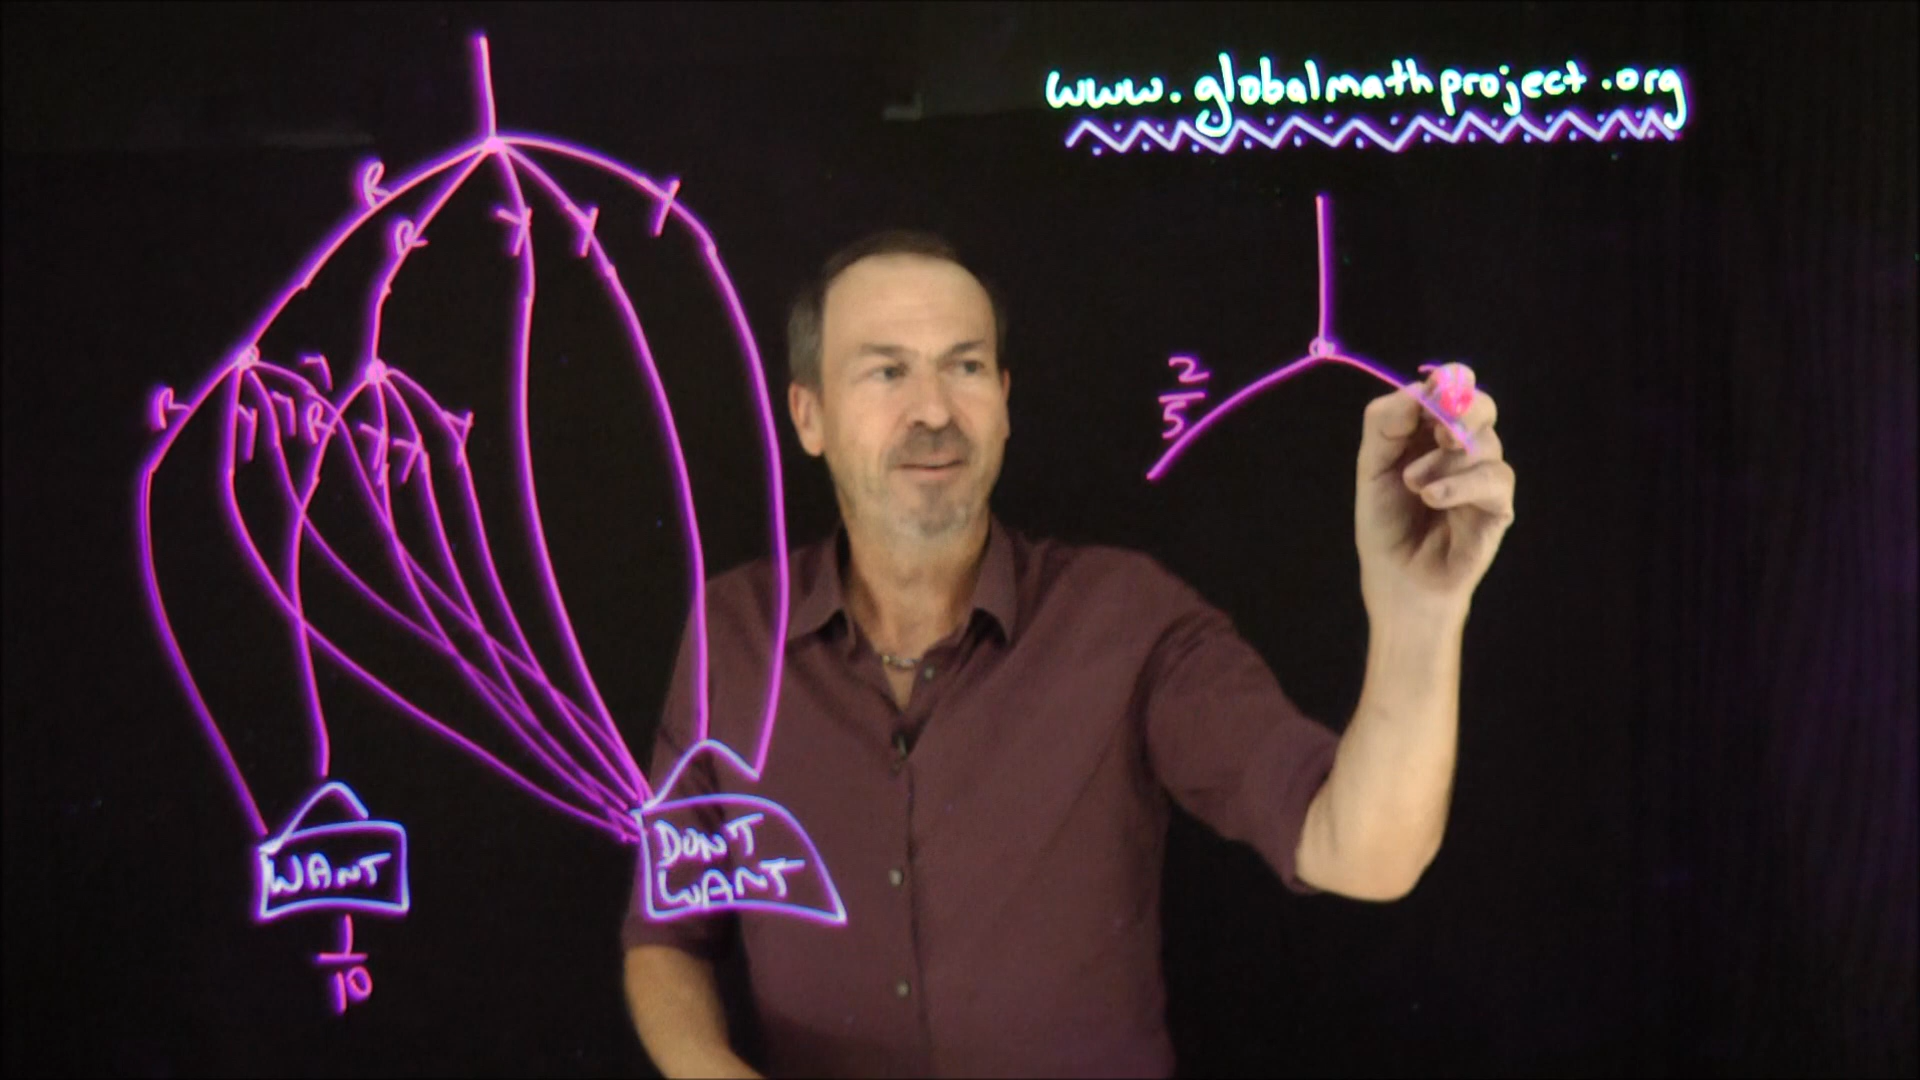 www.globalmathproject.org
R
R Y Y Y
R Y Y Y R Y Y Y
2
5
WANT
DON'T
WANT
1
10